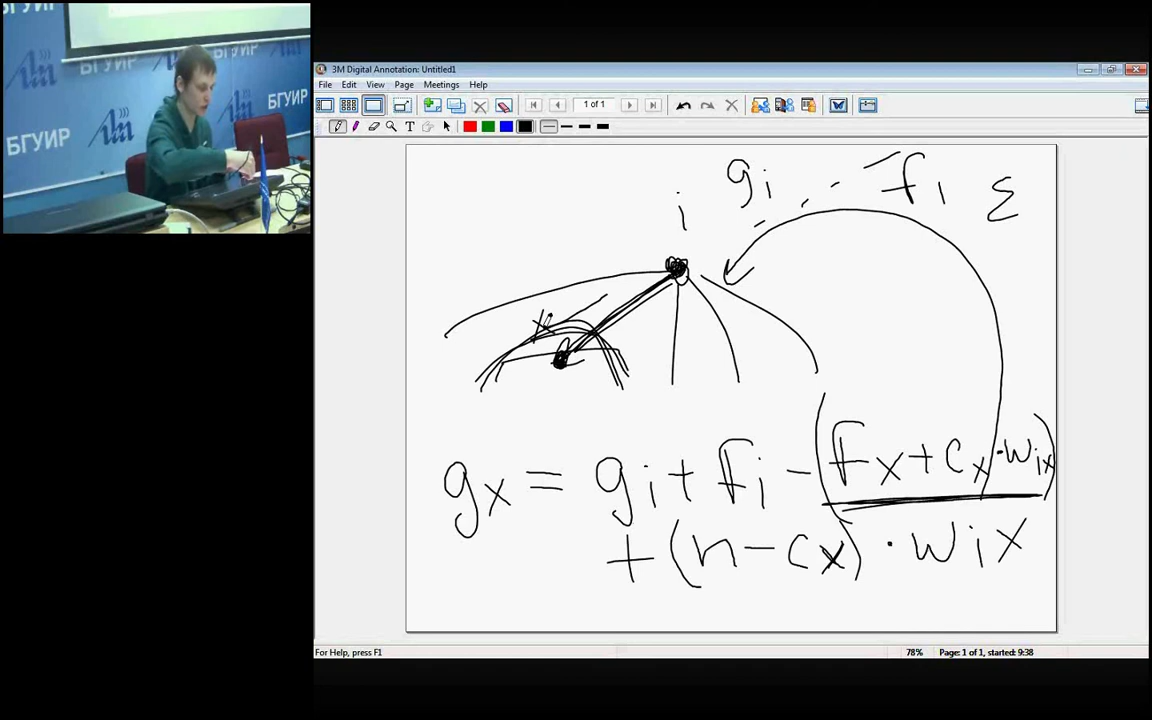 БГУИР
БГУИР
БГУИР
3M Digital Annotation: Untitled1
File Edit View Page Meetings Help
1 of 1
T
gi
f1
Σ
i
x
gx = gi + fi - (fx + cx · wix)
+ (n - cx) · wix
For Help, press F1
78%
Page: 1 of 1, started: 9:38